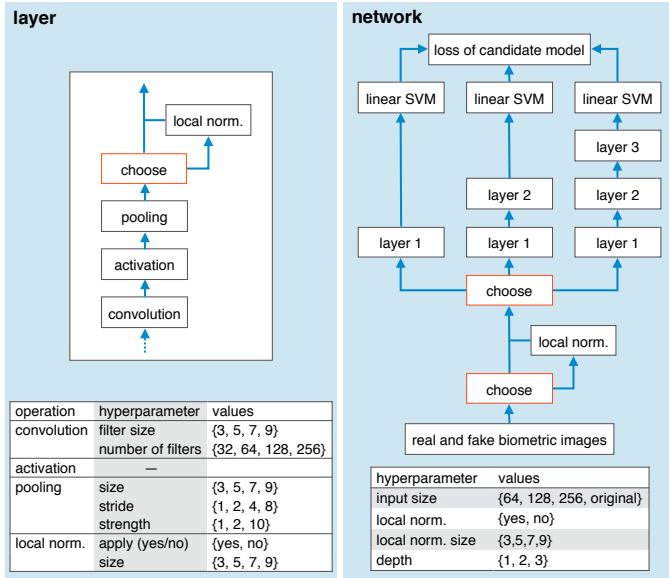 layer
local norm.
choose
pooling
activation
convolution
operation hyperparameter values
convolution filter size {3, 5, 7, 9}
number of filters {32, 64, 128, 256}
activation —
pooling size {3, 5, 7, 9}
stride {1, 2, 4, 8}
strength {1, 2, 10}
local norm. apply (yes/no) {yes, no}
size {3, 5, 7, 9}
network
loss of candidate model
linear SVM linear SVM linear SVM
layer 3
layer 2 layer 2
layer 1 layer 1 layer 1
choose
local norm.
choose
real and fake biometric images
hyperparameter values
input size {64, 128, 256, original}
local norm. {yes, no}
local norm. size {3,5,7,9}
depth {1, 2, 3}